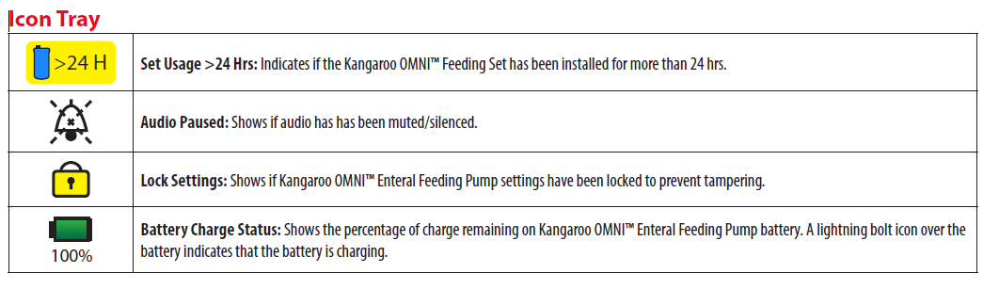 Icon Tray
>24 H
Set Usage >24 Hrs: Indicates if the Kangaroo OMNI™ Feeding Set has been installed for more than 24 hrs.
Audio Paused: Shows if audio has has been muted/silenced.
Lock Settings: Shows if Kangaroo OMNI™ Enteral Feeding Pump settings have been locked to prevent tampering.
100%
Battery Charge Status: Shows the percentage of charge remaining on Kangaroo OMNI™ Enteral Feeding Pump battery. A lightning bolt icon over the
battery indicates that the battery is charging.